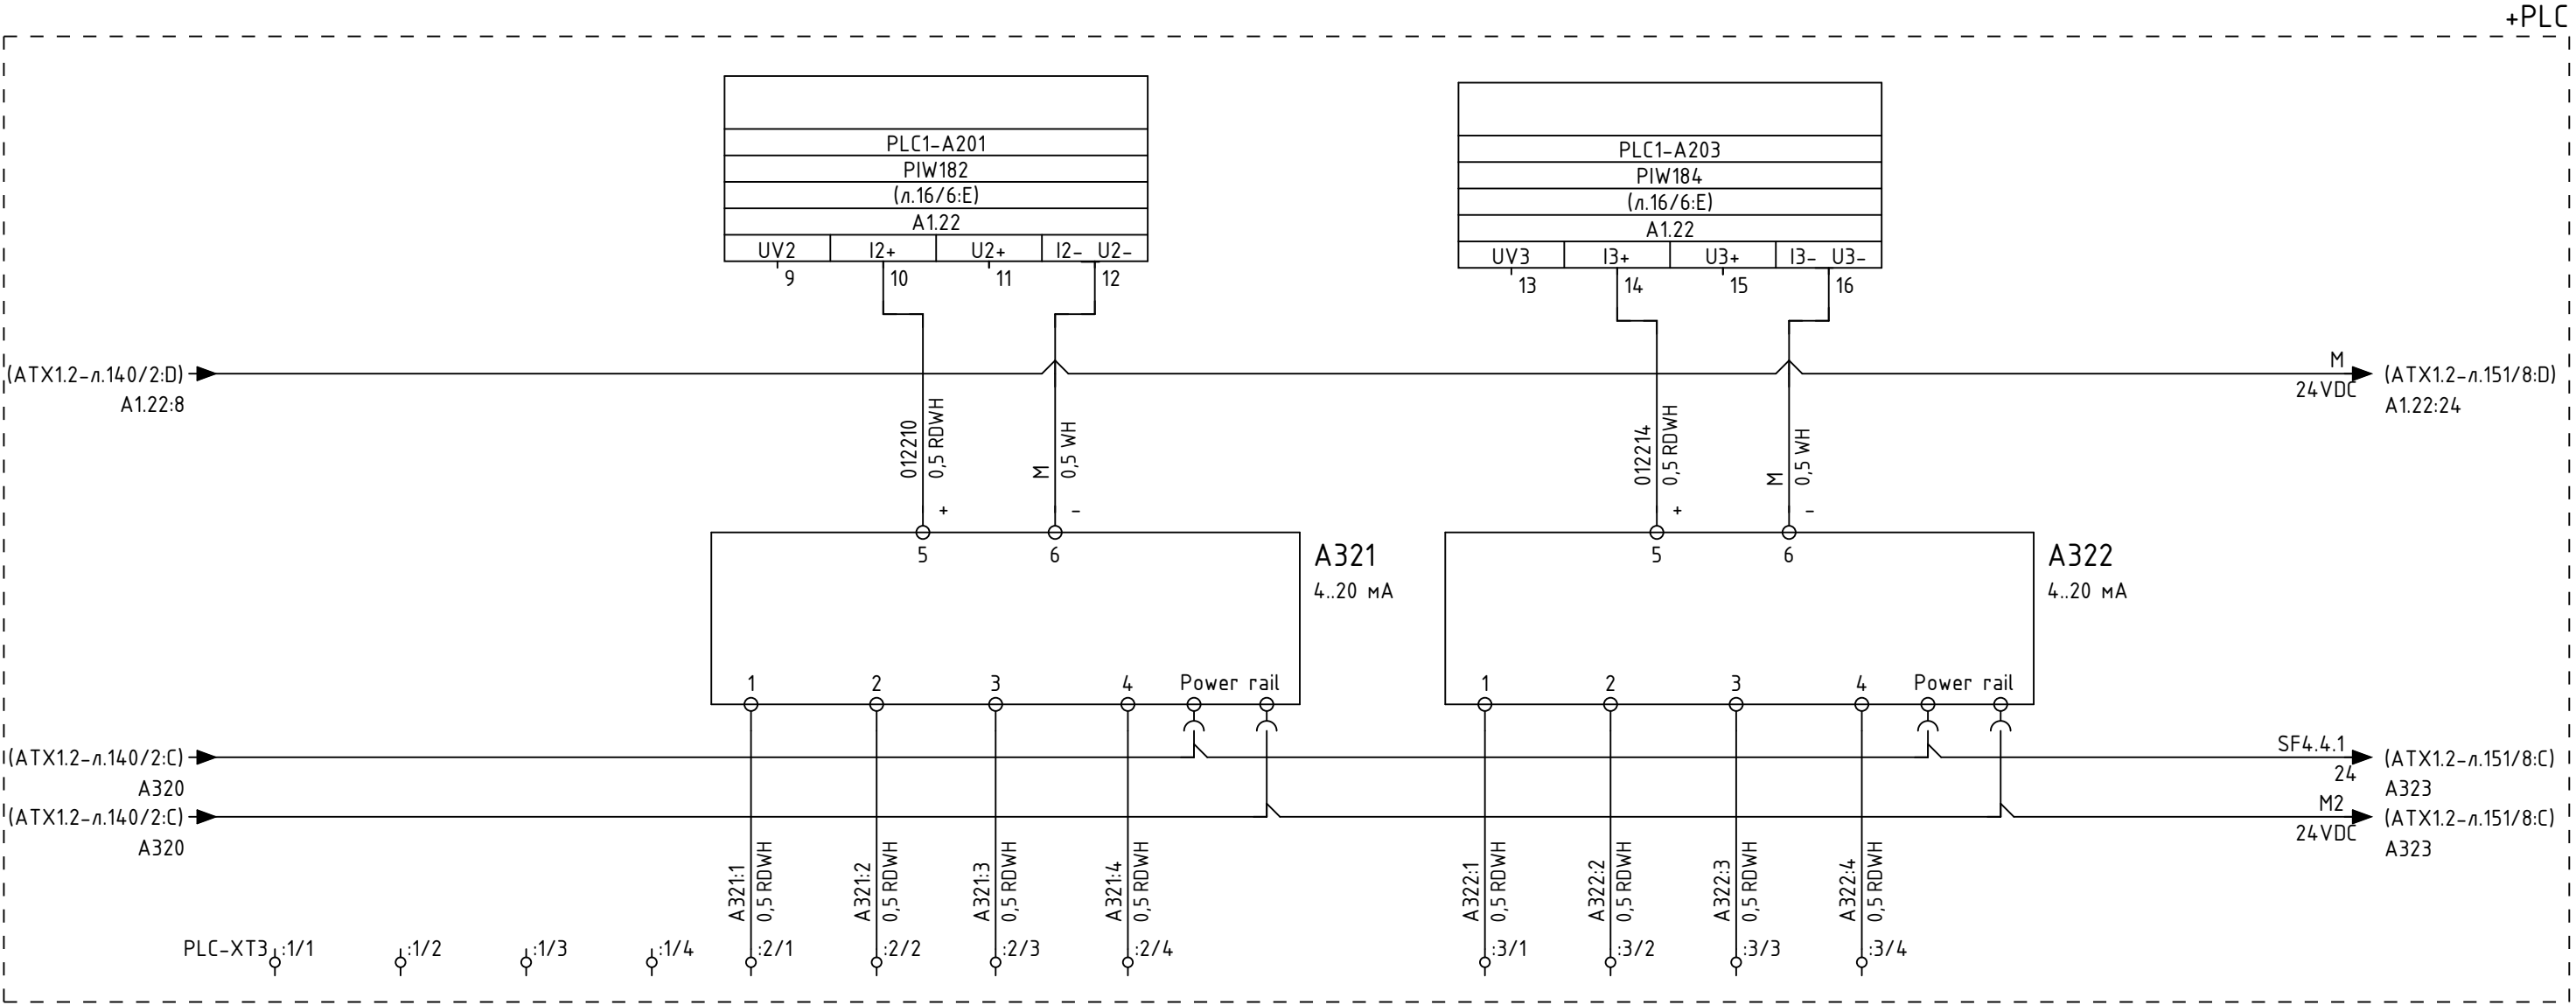 +PLC
PLC1-A201
PIW182
(л.16/6:E)
A1.22
UV2 I2+ U2+ I2- U2-
9 10 11 12
PLC1-A203
PIW184
(л.16/6:E)
A1.22
UV3 I3+ U3+ I3- U3-
13 14 15 16
(ATX1.2-л.140/2:D)
A1.22:8
M
24VDC
(ATX1.2-л.151/8:D)
A1.22:24
012210
0,5 RDWH
M
0,5 WH
012214
0,5 RDWH
M
0,5 WH
+ -
5 6
A321
4..20 мА
+ -
5 6
A322
4..20 мА
1 2 3 4 Power rail
1 2 3 4 Power rail
(ATX1.2-л.140/2:C)
A320
SF4.4.1
24
(ATX1.2-л.151/8:C)
A323
(ATX1.2-л.140/2:C)
A320
M2
24VDC
(ATX1.2-л.151/8:C)
A323
A321:1
0,5 RDWH
A321:2
0,5 RDWH
A321:3
0,5 RDWH
A321:4
0,5 RDWH
A322:1
0,5 RDWH
A322:2
0,5 RDWH
A322:3
0,5 RDWH
A322:4
0,5 RDWH
PLC-XT3 :1/1 :1/2 :1/3 :1/4 :2/1 :2/2 :2/3 :2/4 :3/1 :3/2 :3/3 :3/4